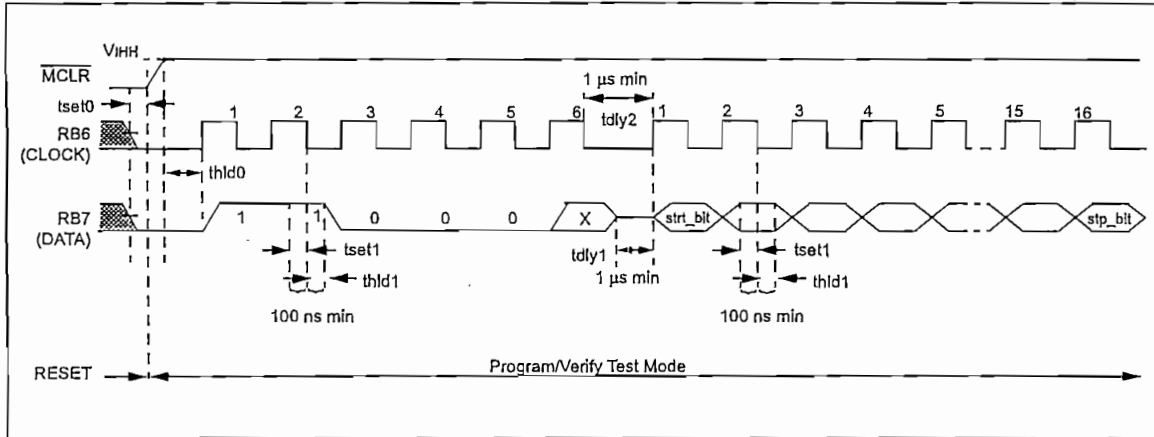 VIHH
MCLR
1 µs min
tset0
1 2 3 4 5 6 tdly2 1 2 3 4 5 15 16
RB6
(CLOCK)
thld0
RB7
(DATA)
1 1 0 0 0 X strt_bit stp_bit
tset1 tdly1 tset1
thld1 1 µs min thld1
100 ns min 100 ns min
RESET Program/Verify Test Mode